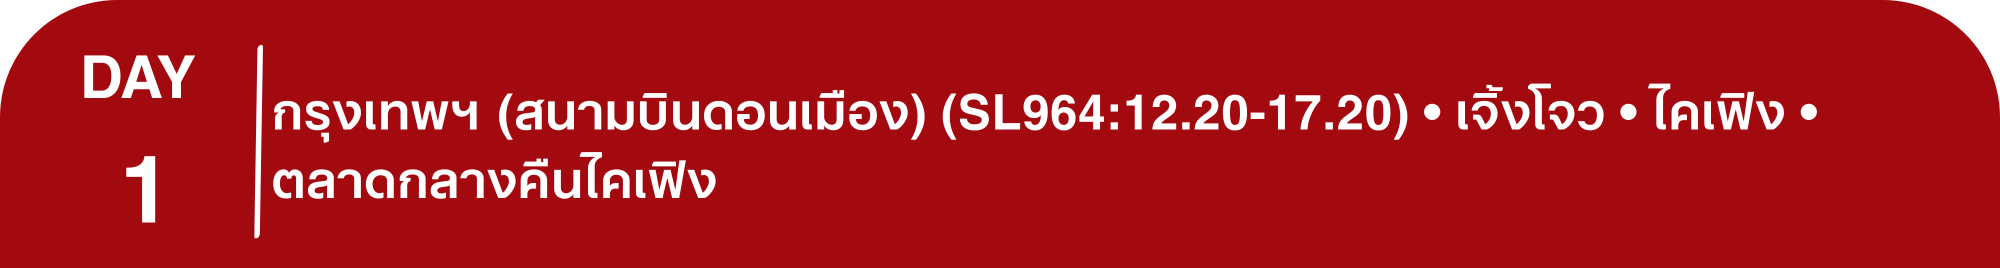 DAY
1
กรุงเทพฯ (สนามบินดอนเมือง) (SL964:12.20-17.20) • เจิ้งโจว • ไคเฟิง •
ตลาดกลางคืนไคเฟิง